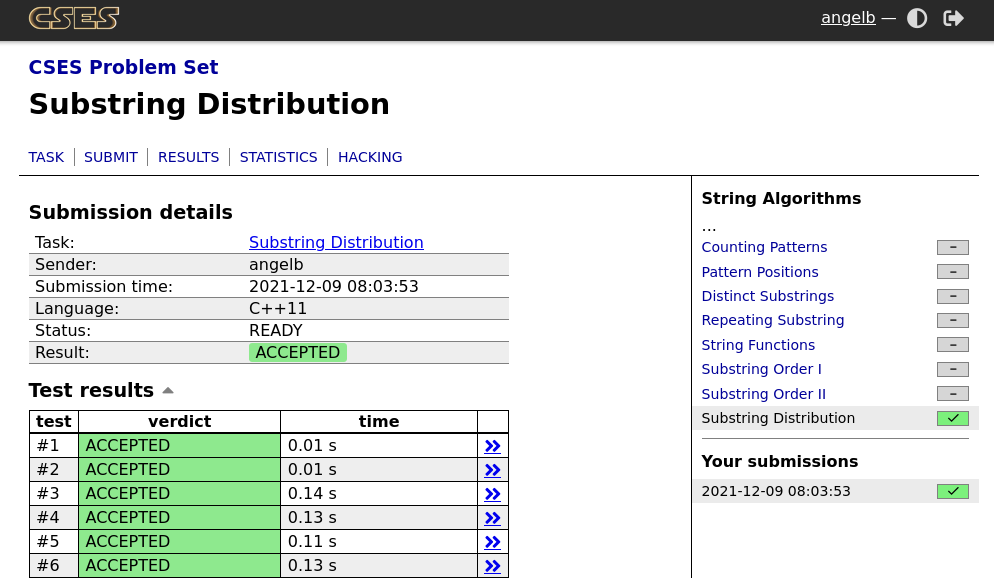 CSES
angelb —
CSES Problem Set
Substring Distribution
TASK SUBMIT RESULTS STATISTICS HACKING
Submission details
Task: Substring Distribution
Sender: angelb
Submission time: 2021-12-09 08:03:53
Language: C++11
Status: READY
Result: ACCEPTED
Test results
test verdict time
#1 ACCEPTED 0.01 s »
#2 ACCEPTED 0.01 s »
#3 ACCEPTED 0.14 s »
#4 ACCEPTED 0.13 s »
#5 ACCEPTED 0.11 s »
#6 ACCEPTED 0.13 s »
String Algorithms
...
Counting Patterns –
Pattern Positions –
Distinct Substrings –
Repeating Substring –
String Functions –
Substring Order I –
Substring Order II –
Substring Distribution ✓
Your submissions
2021-12-09 08:03:53 ✓